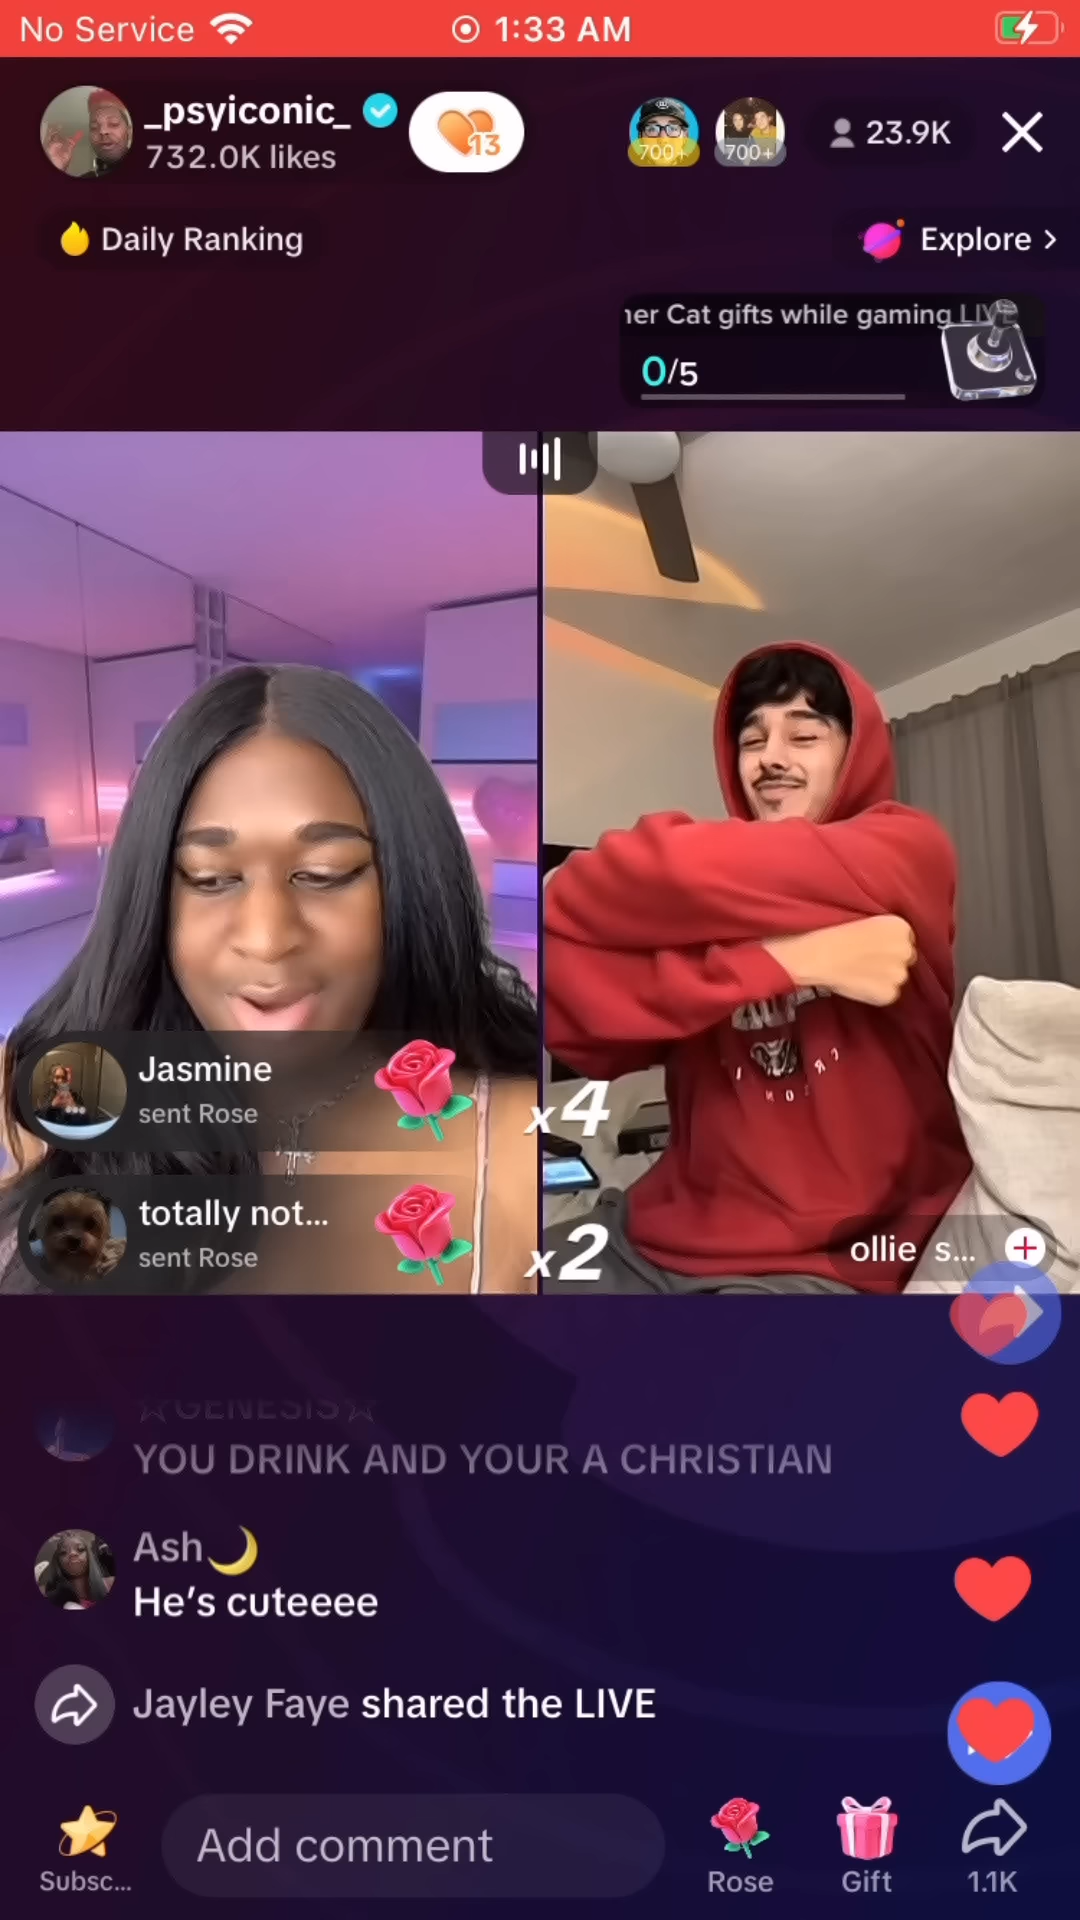 No Service 1:33 AM
_psyiconic_
13
732.0K likes
700+
700+
23.9K
Daily Ranking
Explore
ner Cat gifts while gaming LIVE
0/5
Jasmine
sent Rose
x4
totally not...
sent Rose
x2
ollie s...
☆GENESIS☆
YOU DRINK AND YOUR A CHRISTIAN
Ash🌙
He's cuteeee
Jayley Faye shared the LIVE
Subsc...
Add comment
Rose
Gift
1.1K